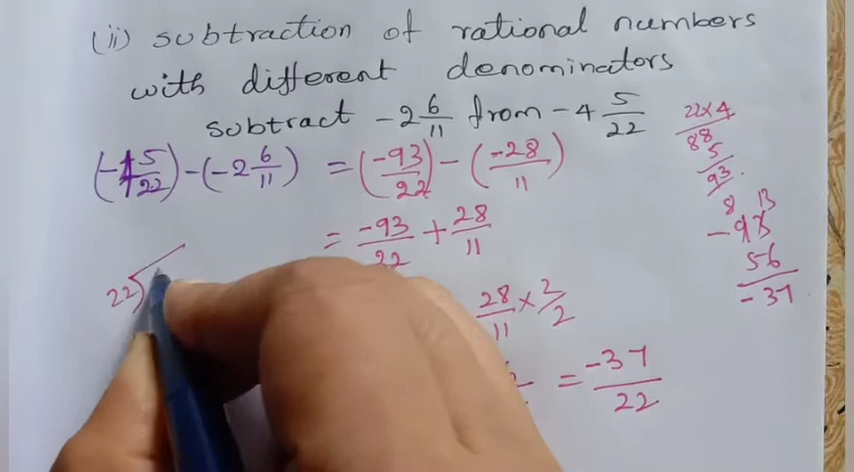 (ii) subtraction of rational numbers
with different denominators
subtract -2 6/11 from -4 5/22
(-4 5/22) - (-2 6/11) = (-93/22) - (-28/11)
= -93/22 + 28/11
28/11 × 2/2
= -37/22
22)
22×4
88
5
93.
8 13
-93
56
-37